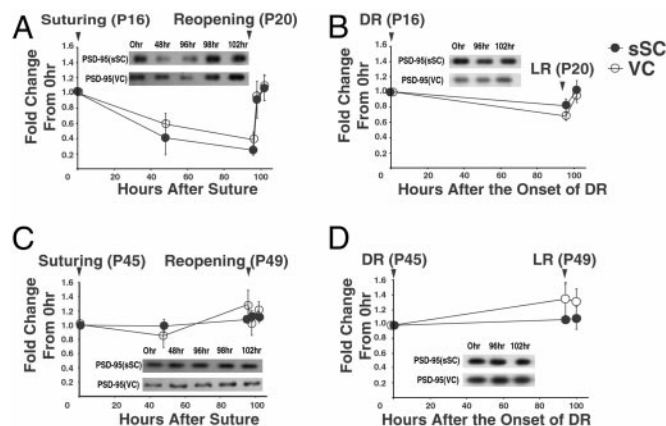 A
Suturing (P16) Reopening (P20)
0hr 48hr 96hr 98hr 102hr
PSD-95(sSC)
PSD-95(VC)
Fold Change
From 0hr
1.6
1.4
1.2
1.0
0.8
0.6
0.4
0.2
0 20 40 60 80 100
Hours After Suture
B
DR (P16)
0hr 96hr 102hr
PSD-95(sSC)
PSD-95(VC)
LR (P20)
Fold Change
From 0hr
1.6
1.4
1.2
1.0
0.8
0.6
0.4
0.2
0 20 40 60 80 100
Hours After the Onset of DR
sSC
VC
C
Suturing (P45) Reopening (P49)
Fold Change
From 0hr
1.6
1.4
1.2
1.0
0.8
0.6
0.4
0.2
0hr 48hr 96hr 98hr 102hr
PSD-95(sSC)
PSD-95(VC)
0 20 40 60 80 100
Hours After Suture
D
DR (P45) LR (P49)
Fold Change
From 0hr
1.6
1.4
1.2
1.0
0.8
0.6
0.4
0.2
0hr 96hr 102hr
PSD-95(sSC)
PSD-95(VC)
0 20 40 60 80 100
Hours After the Onset of DR